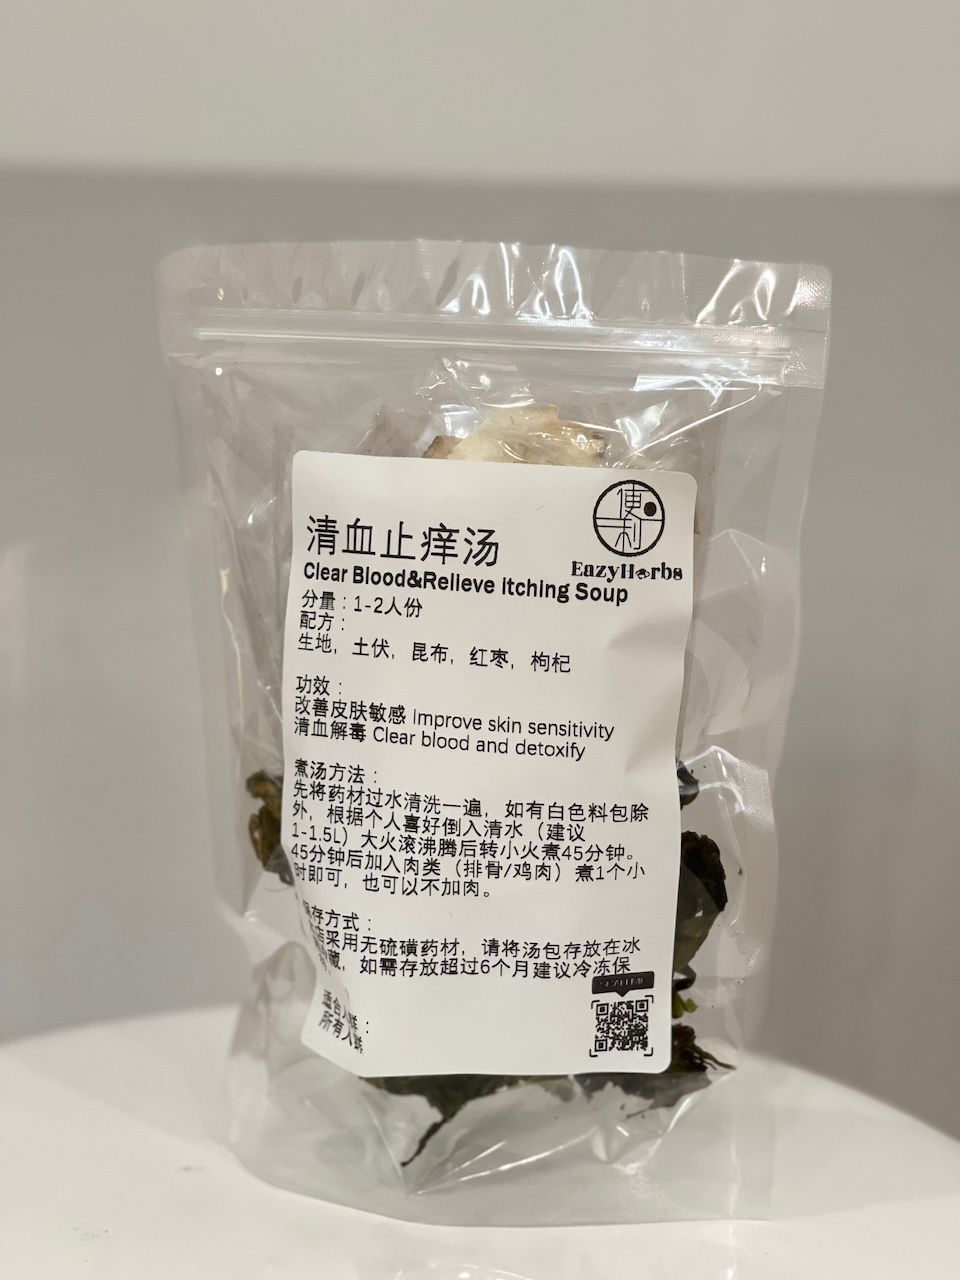 便利
EazyHerbs
清血止痒汤
Clear Blood&Relieve Itching Soup
分量：1-2人份
配方：
生地，土伏，昆布，红枣，枸杞
功效：
改善皮肤敏感 Improve skin sensitivity
清血解毒 Clear blood and detoxify
煮汤方法：
先将药材过水清洗一遍，如有白色料包除
外，根据个人喜好倒入清水（建议
1-1.5L）大火滚沸腾后转小火煮45分钟。
45分钟后加入肉类（排骨/鸡肉）煮1个小
时即可，也可以不加肉。
保存方式：
采用无硫磺药材，请将汤包存放在冰
藏，如需存放超过6个月建议冷冻保
适合人群：
所有人群
SCAN ME